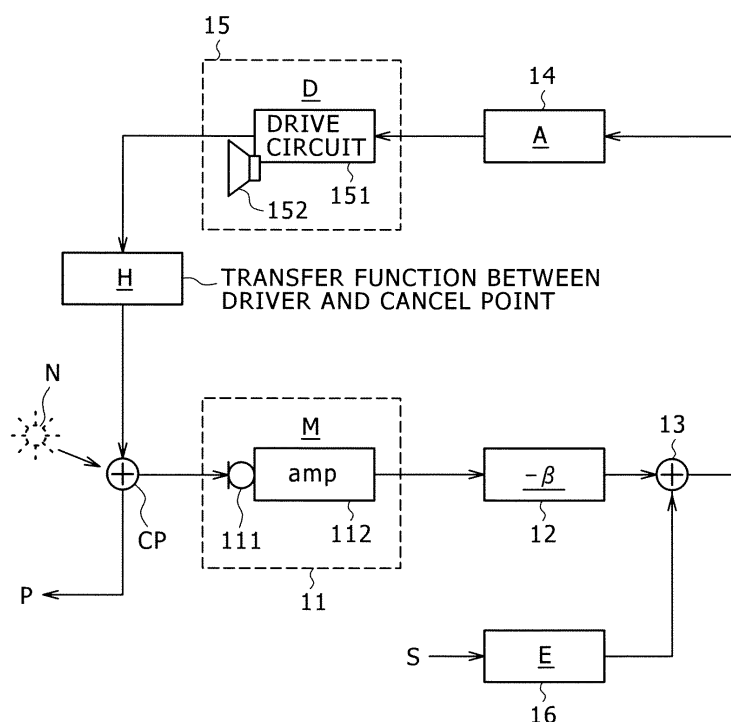 15
14
D
DRIVE
CIRCUIT
A
152
151
H
TRANSFER FUNCTION BETWEEN
DRIVER AND CANCEL POINT
N
M
13
amp
-β
CP
111
112
12
P
11
S
E
16